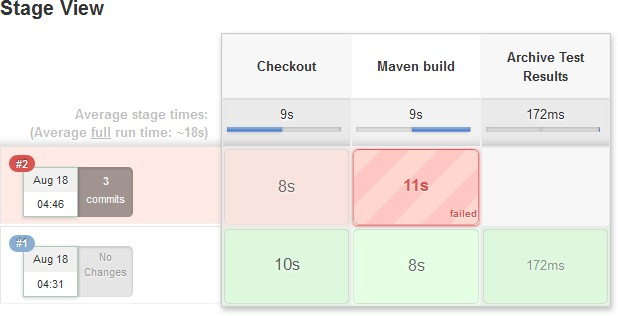 Stage View
Checkout
Maven build
Archive Test
Results
Average stage times:
(Average full run time: ~18s)
9s
9s
172ms
#2
Aug 18
04:46
3
commits
8s
11s
failed
#1
Aug 18
04:31
No
Changes
10s
8s
172ms